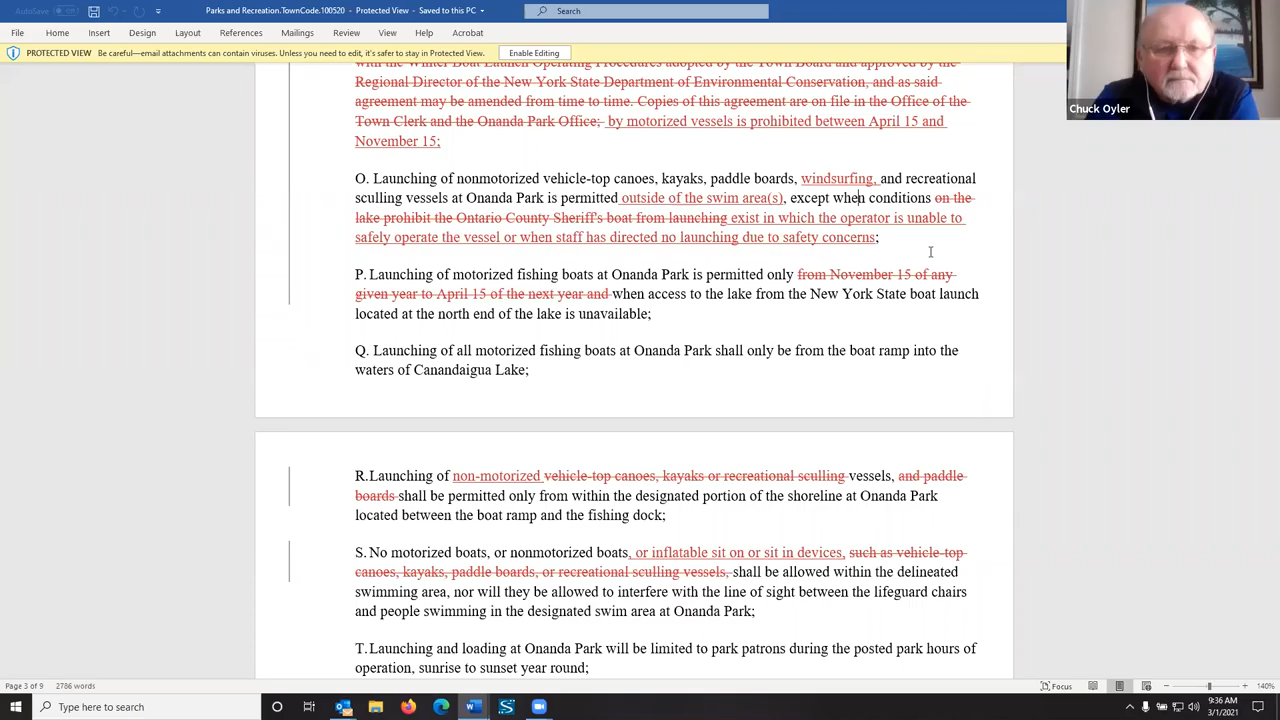 AutoSave Off Parks and Recreation.TownCode.100520 - Protected View - Saved to this PC Search
File Home Insert Design Layout References Mailings Review View Help Acrobat
PROTECTED VIEW Be careful—email attachments can contain viruses. Unless you need to edit, it's safer to stay in Protected View. Enable Editing
with the Winter Boat Launch Operating Procedures adopted by the Town Board and approved by the
Regional Director of the New York State Department of Environmental Conservation, and as said
agreement may be amended from time to time. Copies of this agreement are on file in the Office of the
Town Clerk and the Onanda Park Office; by motorized vessels is prohibited between April 15 and
November 15;
O. Launching of nonmotorized vehicle-top canoes, kayaks, paddle boards, windsurfing, and recreational
sculling vessels at Onanda Park is permitted outside of the swim area(s), except when conditions on the
lake prohibit the Ontario County Sheriff's boat from launching exist in which the operator is unable to
safely operate the vessel or when staff has directed no launching due to safety concerns;
P. Launching of motorized fishing boats at Onanda Park is permitted only from November 15 of any
given year to April 15 of the next year and when access to the lake from the New York State boat launch
located at the north end of the lake is unavailable;
Q. Launching of all motorized fishing boats at Onanda Park shall only be from the boat ramp into the
waters of Canandaigua Lake;
R. Launching of non-motorized vehicle-top canoes, kayaks or recreational sculling vessels, and paddle
boards shall be permitted only from within the designated portion of the shoreline at Onanda Park
located between the boat ramp and the fishing dock;
S. No motorized boats, or nonmotorized boats, or inflatable sit on or sit in devices, such as vehicle-top
canoes, kayaks, paddle boards, or recreational sculling vessels, shall be allowed within the delineated
swimming area, nor will they be allowed to interfere with the line of sight between the lifeguard chairs
and people swimming in the designated swim area at Onanda Park;
T. Launching and loading at Onanda Park will be limited to park patrons during the posted park hours of
operation, sunrise to sunset year round;
Chuck Oyler
Page 3 of 9 2786 words Focus 140%
Type here to search 9:36 AM
3/1/2021